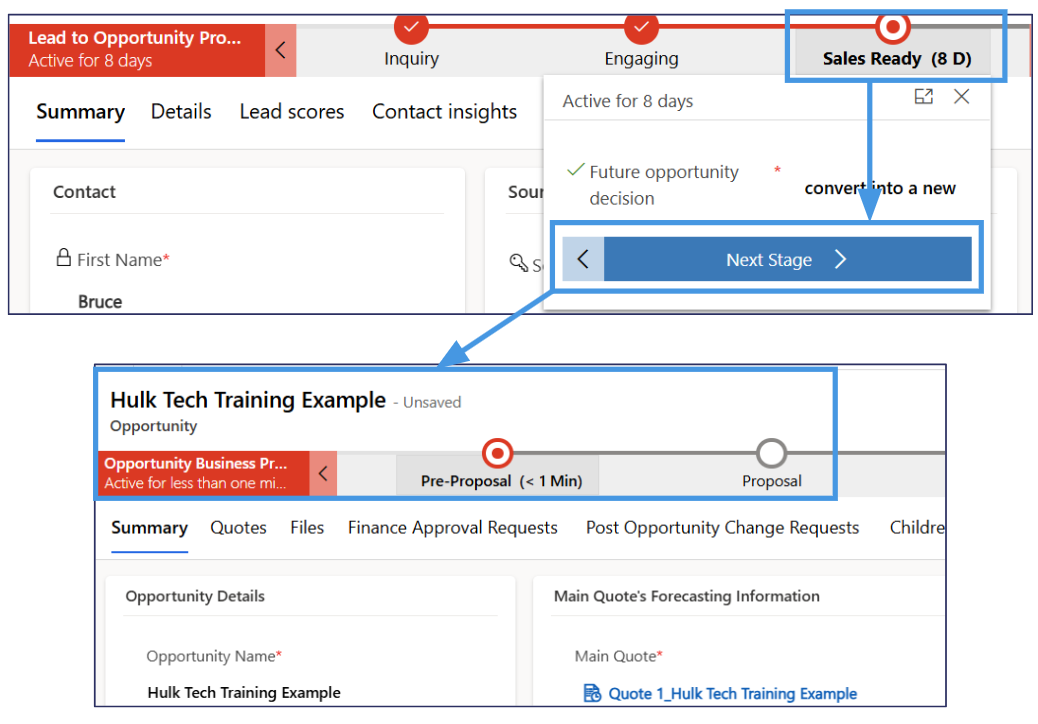 Lead to Opportunity Pro...
Active for 8 days
Inquiry
Engaging
Sales Ready (8 D)
Summary Details Lead scores Contact insights
Active for 8 days
Contact
Future opportunity
decision
*
convert into a new
First Name*
Bruce
Next Stage
Hulk Tech Training Example - Unsaved
Opportunity
Opportunity Business Pr...
Active for less than one mi...
Pre-Proposal (< 1 Min)
Proposal
Summary Quotes Files Finance Approval Requests Post Opportunity Change Requests Childre
Opportunity Details
Main Quote's Forecasting Information
Opportunity Name*
Hulk Tech Training Example
Main Quote*
Quote 1_Hulk Tech Training Example